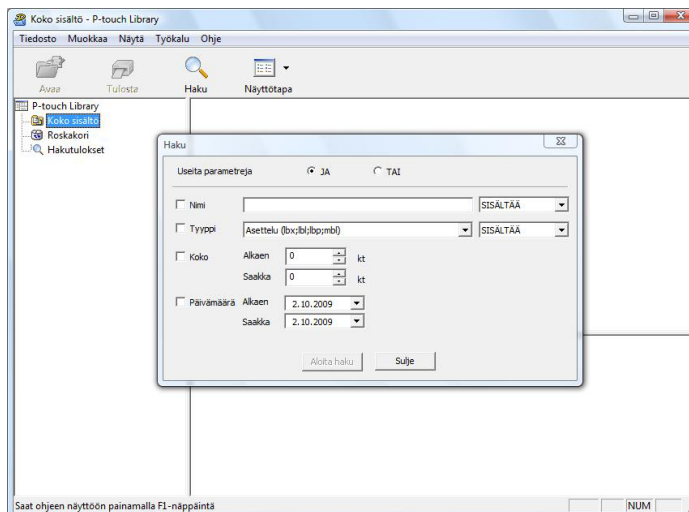 Koko sisältö - P-touch Library
Tiedosto Muokkaa Näytä Työkalu Ohje
Avaa Tulosta Haku Näyttötapa
P-touch Library
Koko sisältö
Roskakori
Hakutulokset
Haku
Useita parametreja JA TAI
Nimi SISÄLTÄÄ
Tyyppi Asettelu (lbx;lbl;lbp;mbl) SISÄLTÄÄ
Koko Alkaen 0 kt
Saakka 0 kt
Päivämäärä Alkaen 2.10.2009
Saakka 2.10.2009
Aloita haku Sulje
Saat ohjeen näyttöön painamalla F1-näppäintä NUM